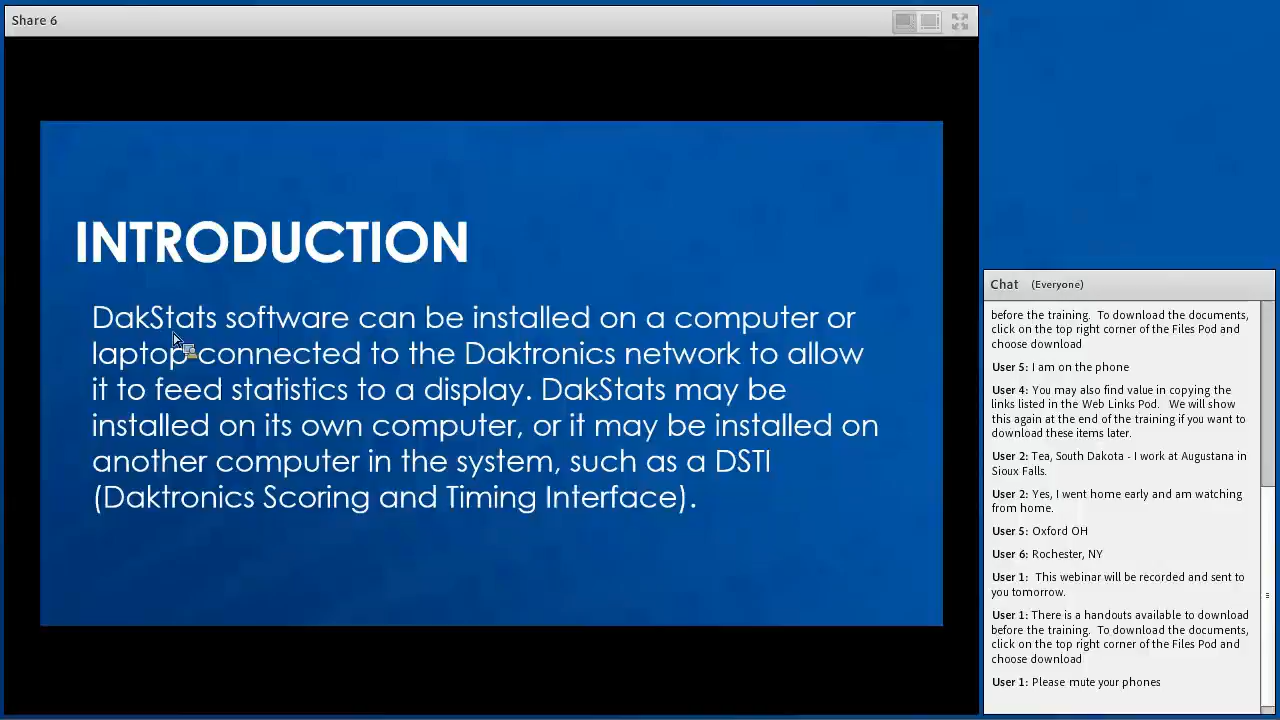 Share 6
INTRODUCTION
DakStats software can be installed on a computer or
laptop connected to the Daktronics network to allow
it to feed statistics to a display. DakStats may be
installed on its own computer, or it may be installed on
another computer in the system, such as a DSTI
(Daktronics Scoring and Timing Interface).
Chat (Everyone)
before the training. To download the documents,
click on the top right corner of the Files Pod and
choose download
User 5: I am on the phone
User 4: You may also find value in copying the
links listed in the Web Links Pod. We will show
this again at the end of the training if you want to
download these items later.
User 2: Tea, South Dakota - I work at Augustana in
Sioux Falls.
User 2: Yes, I went home early and am watching
from home.
User 5: Oxford OH
User 6: Rochester, NY
User 1: This webinar will be recorded and sent to
you tomorrow.
User 1: There is a handouts available to download
before the training. To download the documents,
click on the top right corner of the Files Pod and
choose download
User 1: Please mute your phones